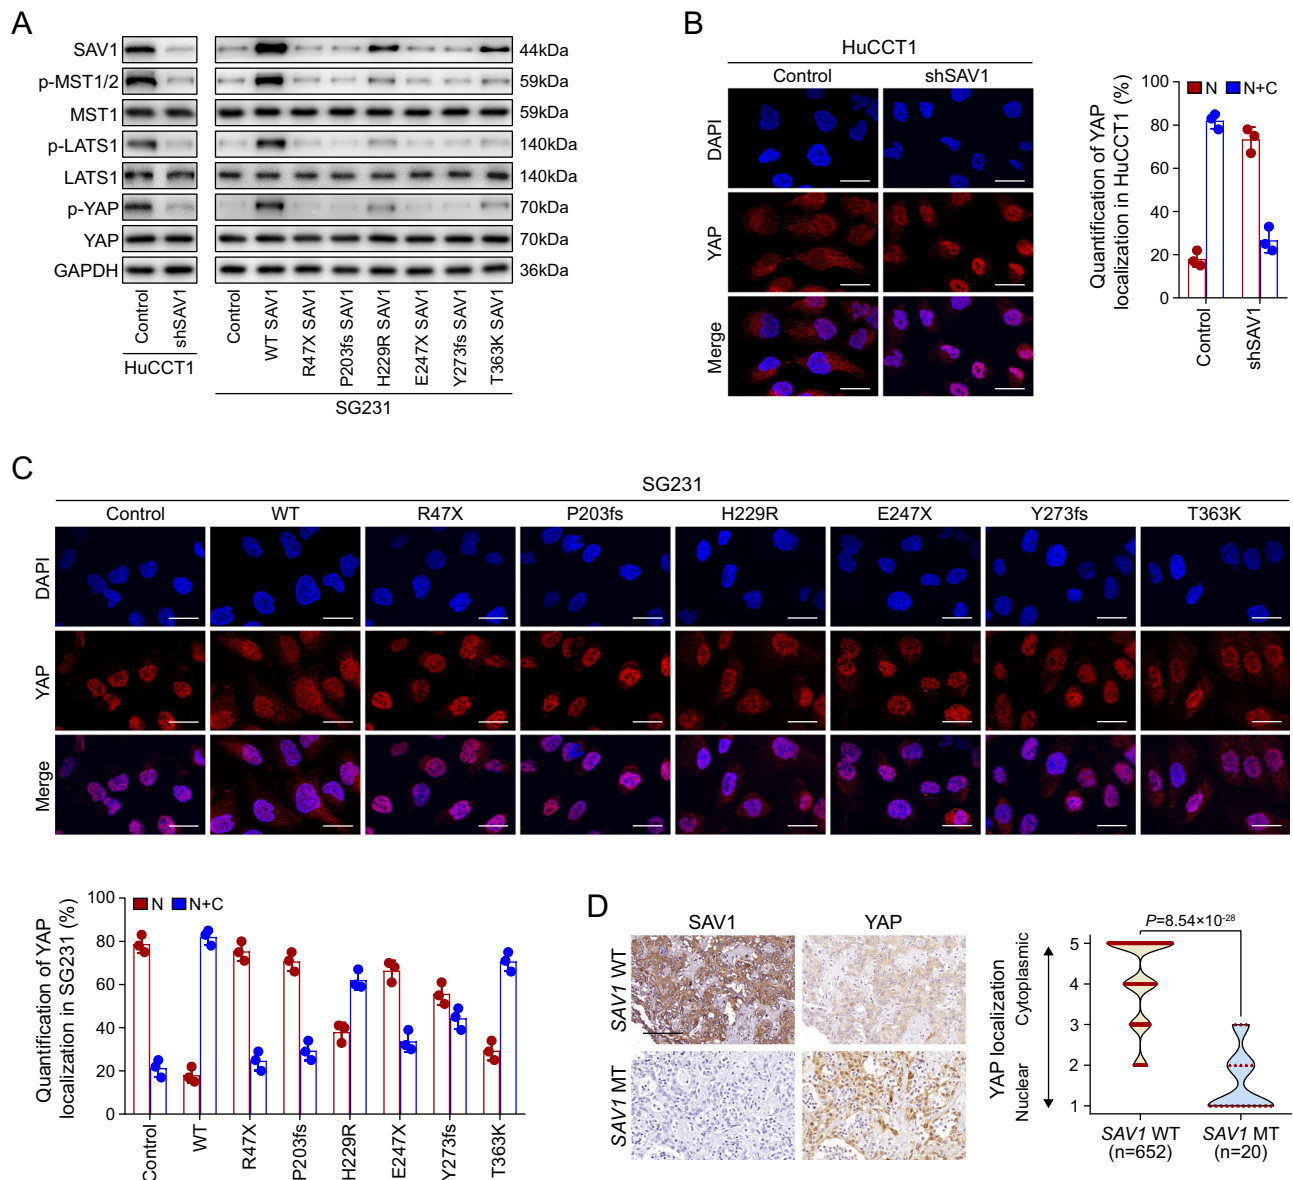 A
SAV1
44kDa
p-MST1/2
59kDa
MST1
59kDa
p-LATS1
140kDa
LATS1
140kDa
p-YAP
70kDa
YAP
70kDa
GAPDH
36kDa
Control
shSAV1
HuCCT1
Control
WT SAV1
R47X SAV1
P203fs SAV1
H229R SAV1
E247X SAV1
Y273fs SAV1
T363K SAV1
SG231
B
HuCCT1
Control
shSAV1
DAPI
YAP
Merge
Quantification of YAP
localization in HuCCT1 (%)
N
N+C
100
80
60
40
20
0
Control
shSAV1
C
SG231
Control
WT
R47X
P203fs
H229R
E247X
Y273fs
T363K
DAPI
YAP
Merge
Quantification of YAP
localization in SG231 (%)
N
N+C
100
80
60
40
20
0
Control
WT
R47X
P203fs
H229R
E247X
Y273fs
T363K
D
SAV1
YAP
SAV1 WT
SAV1 MT
P=8.54×10-28
YAP localization
Nuclear
Cytoplasmic
5
4
3
2
1
SAV1 WT
(n=652)
SAV1 MT
(n=20)